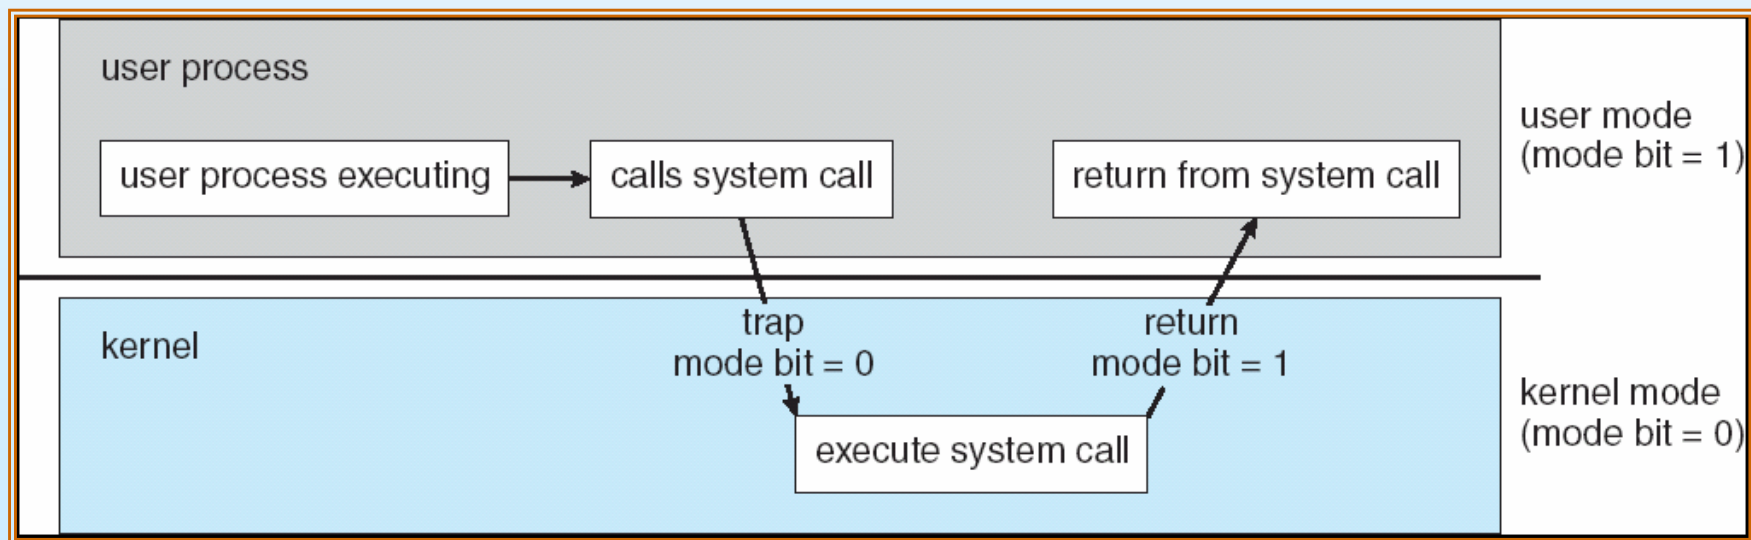 user process
user process executing
calls system call
return from system call
user mode
(mode bit = 1)
kernel
trap
mode bit = 0
return
mode bit = 1
execute system call
kernel mode
(mode bit = 0)